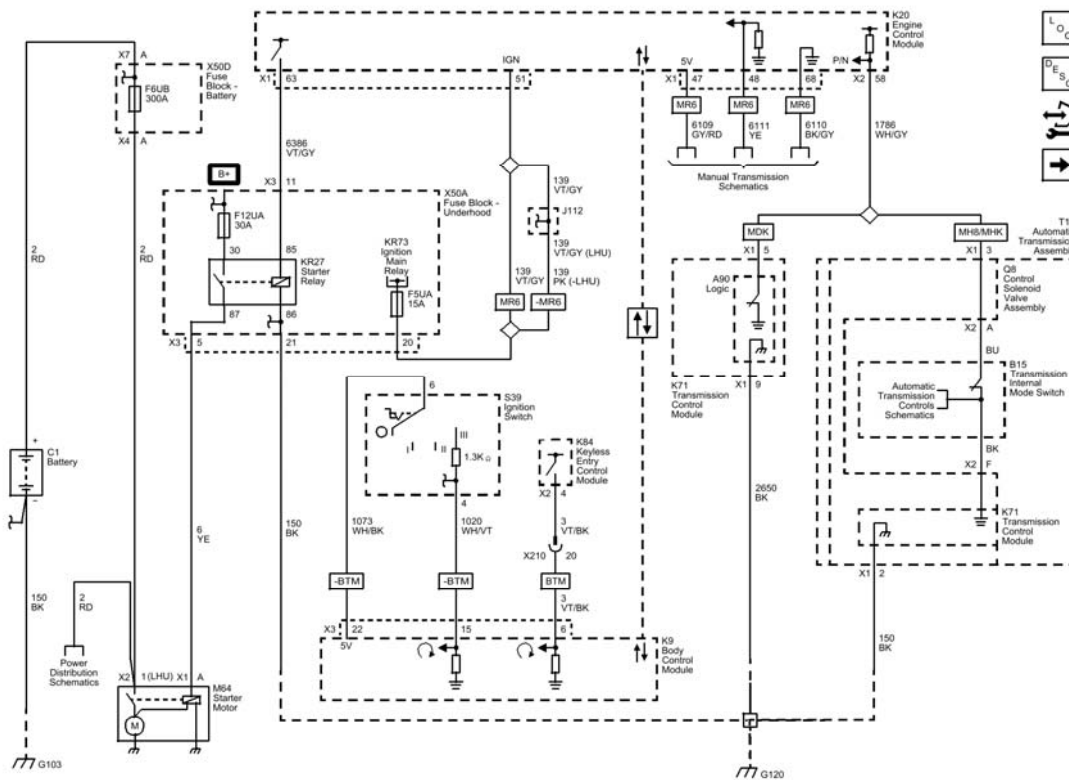 K20
Engine
Control
Module
L O C
D E S C
IGN
5V
P/N
X1 63
51
X1 47
48
68
X2 58
MR6
MR6
MR6
6109
GY/RD
6111
YE
6110
BK/GY
1786
WH/GY
Manual Transmission
Schematics
X7 A
X50D
Fuse
Block -
Battery
F6UB
300A
X4 A
6386
VT/GY
B+
X3 11
X50A
Fuse Block -
Underhood
F12UA
30A
30
85
KR27
Starter
Relay
87
86
KR73
Ignition
Main
Relay
F5UA
15A
X3 5
21
20
139
VT/GY
J112
139
VT/GY (LHU)
139
VT/GY
139
PK (-LHU)
MR6
-MR6
2
RD
2
RD
MDK
X1 5
A90
Logic
K71
Transmission
Control
Module
X1 9
MH8/MHK
X1 3
T1
Automati
Transmission
Assemb
Q8
Control
Solenoid
Valve
Assembly
X2 A
BU
B15 Transmission
Internal
Mode Switch
Automatic
Transmission
Controls
Schematics
BK
X2 F
K71
Transmission
Control
Module
X1 2
6
S39
Ignition
Switch
I
II
III
1.3K Ω
4
K84
Keyless
Entry
Control
Module
X2 4
+
C1
Battery
−
6
YE
150
BK
1073
WH/BK
1020
WH/VT
3
VT/BK
X210 20
2650
BK
-BTM
-BTM
BTM
3
VT/BK
X3 22
15
6
5V
K9
Body
Control
Module
150
BK
150
BK
2
RD
Power
Distribution
Schematics
X2 1 (LHU) X1 A
M64
Starter
Motor
M
G103
G120